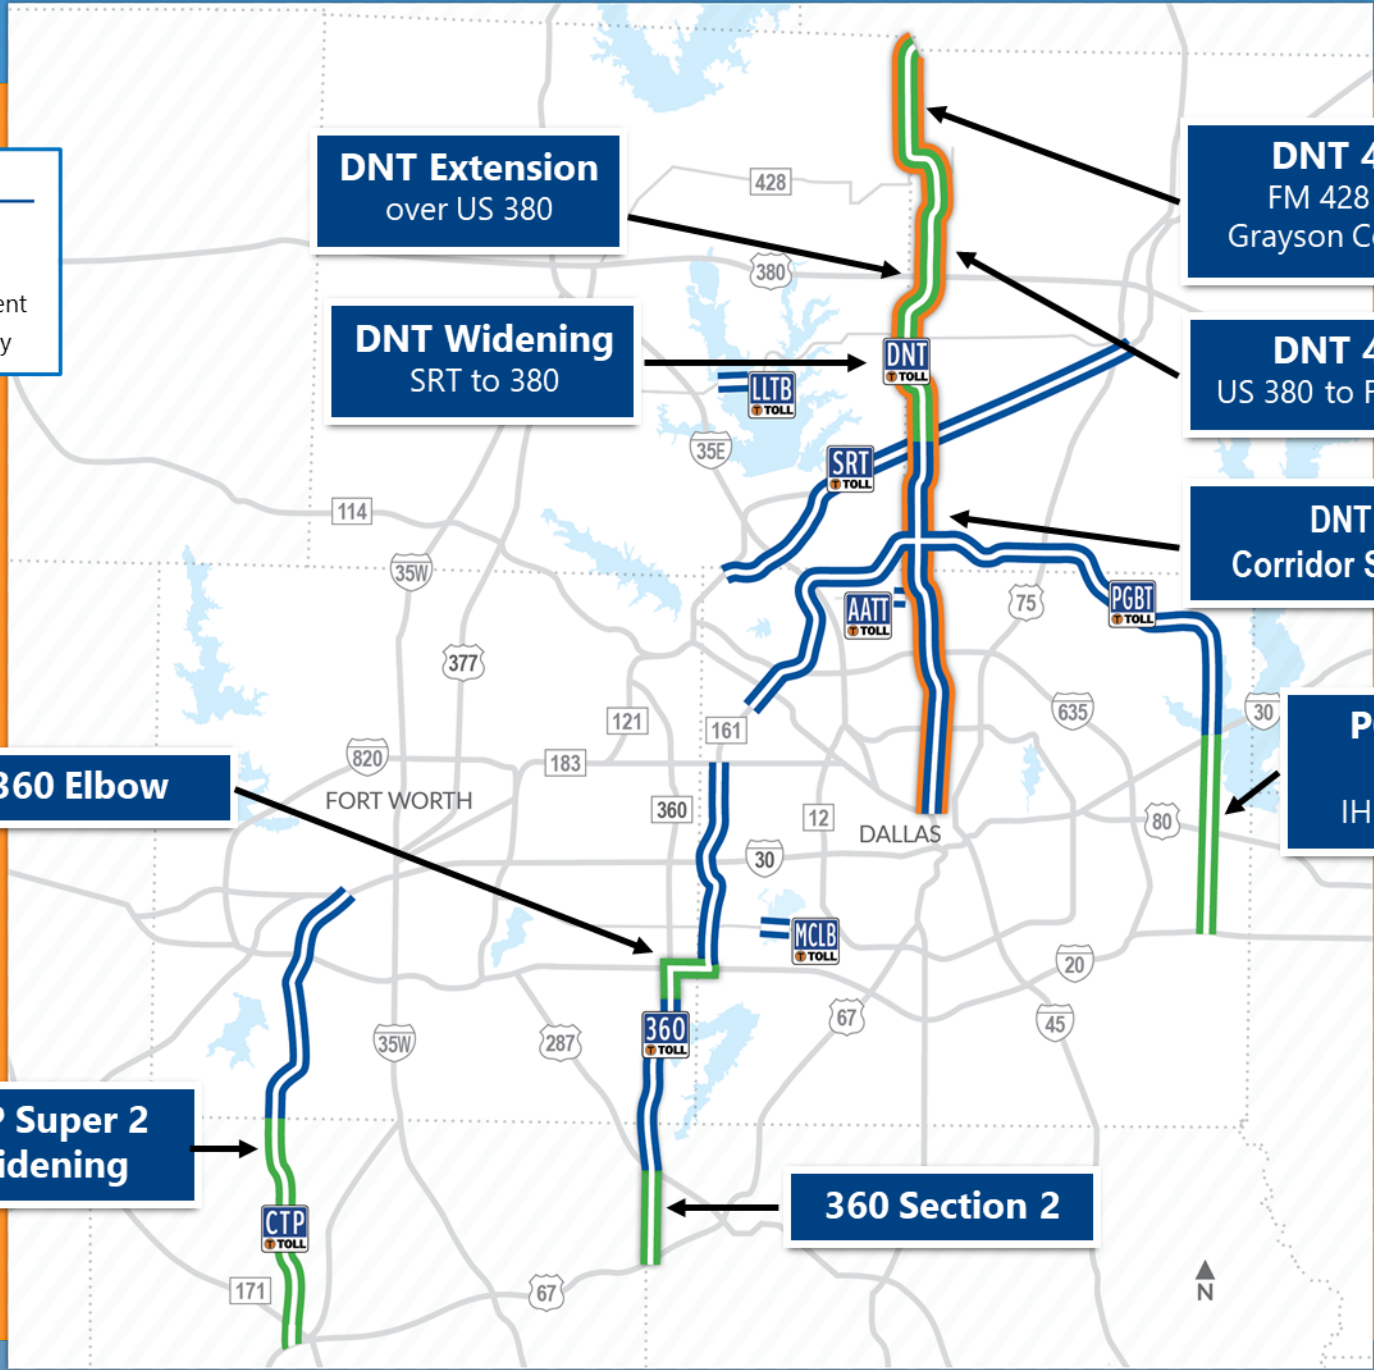 DNT Extension
over US 380
DNT 4
FM 428
Grayson C
428
380
ent
y
DNT Widening
SRT to 380
DNT
TOLL
DNT 4
US 380 to F
LLTB
TOLL
35E
SRT
TOLL
114
DNT
Corridor S
35W
AATT
TOLL
75
PGBT
TOLL
377
121
161
635
30
P
IH
820
183
360 Elbow
FORT WORTH
360
12
DALLAS
80
30
MCLB
TOLL
20
360
TOLL
35W
287
67
45
P Super 2
idening
CTP
TOLL
360 Section 2
171
67
N